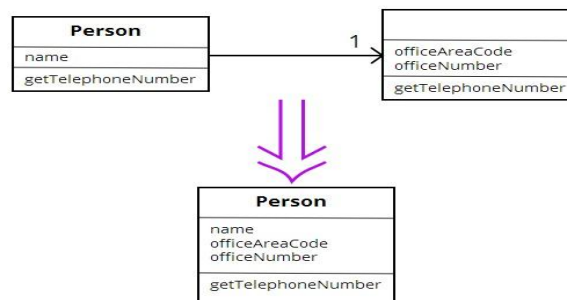 Person
name
getTelephoneNumber
1
officeAreaCode
officeNumber
getTelephoneNumber
Person
name
officeAreaCode
officeNumber
getTelephoneNumber